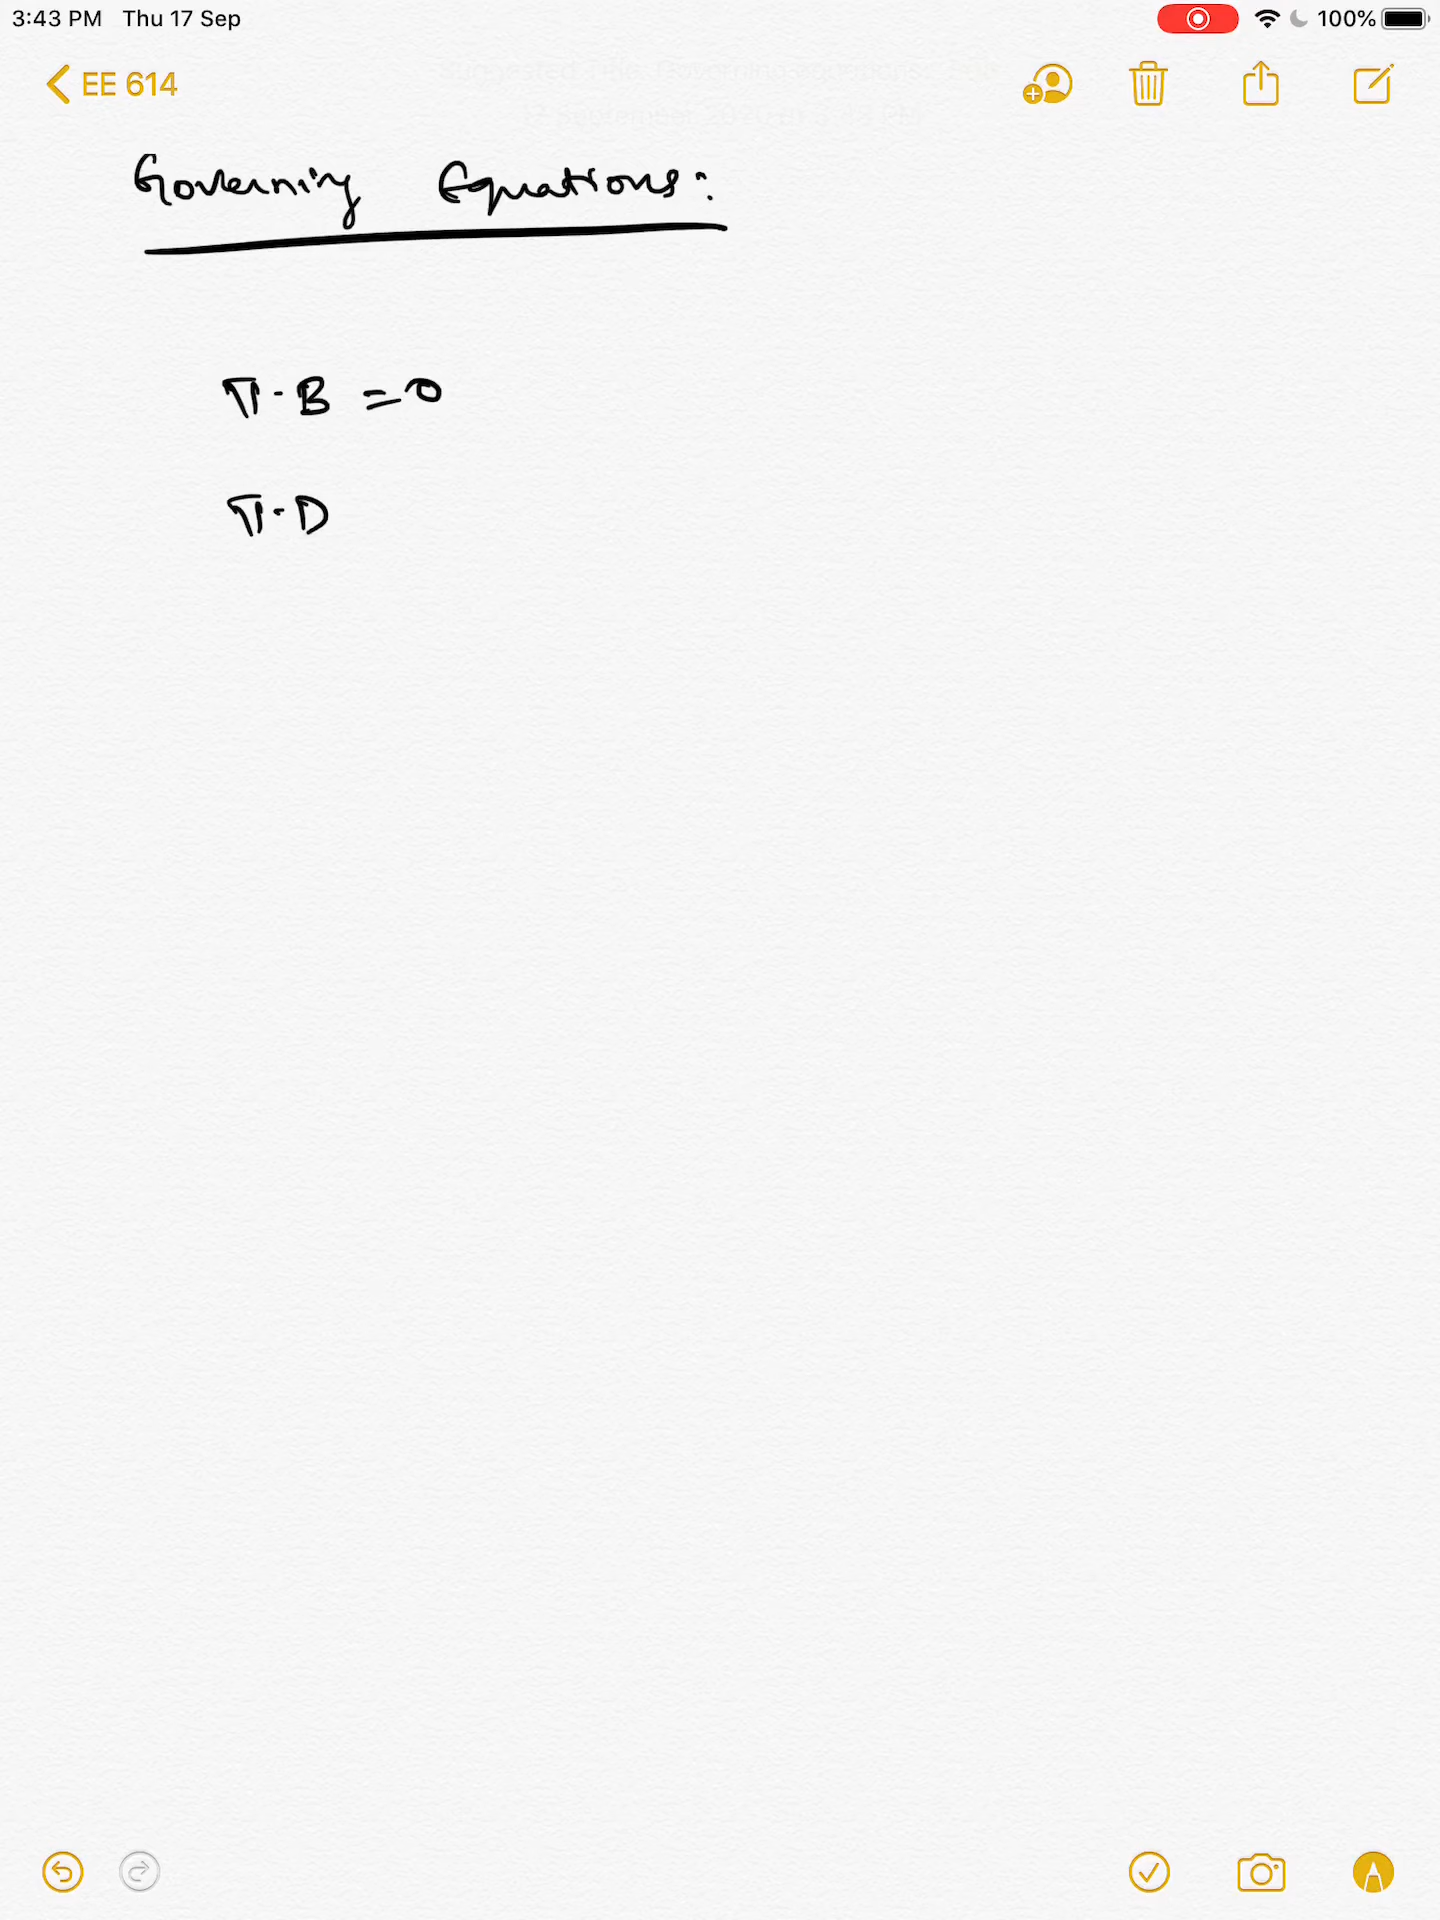 3:43 PM Thu 17 Sep 100%
EE 614
Governing Equations:
∇·B = 0
∇·D